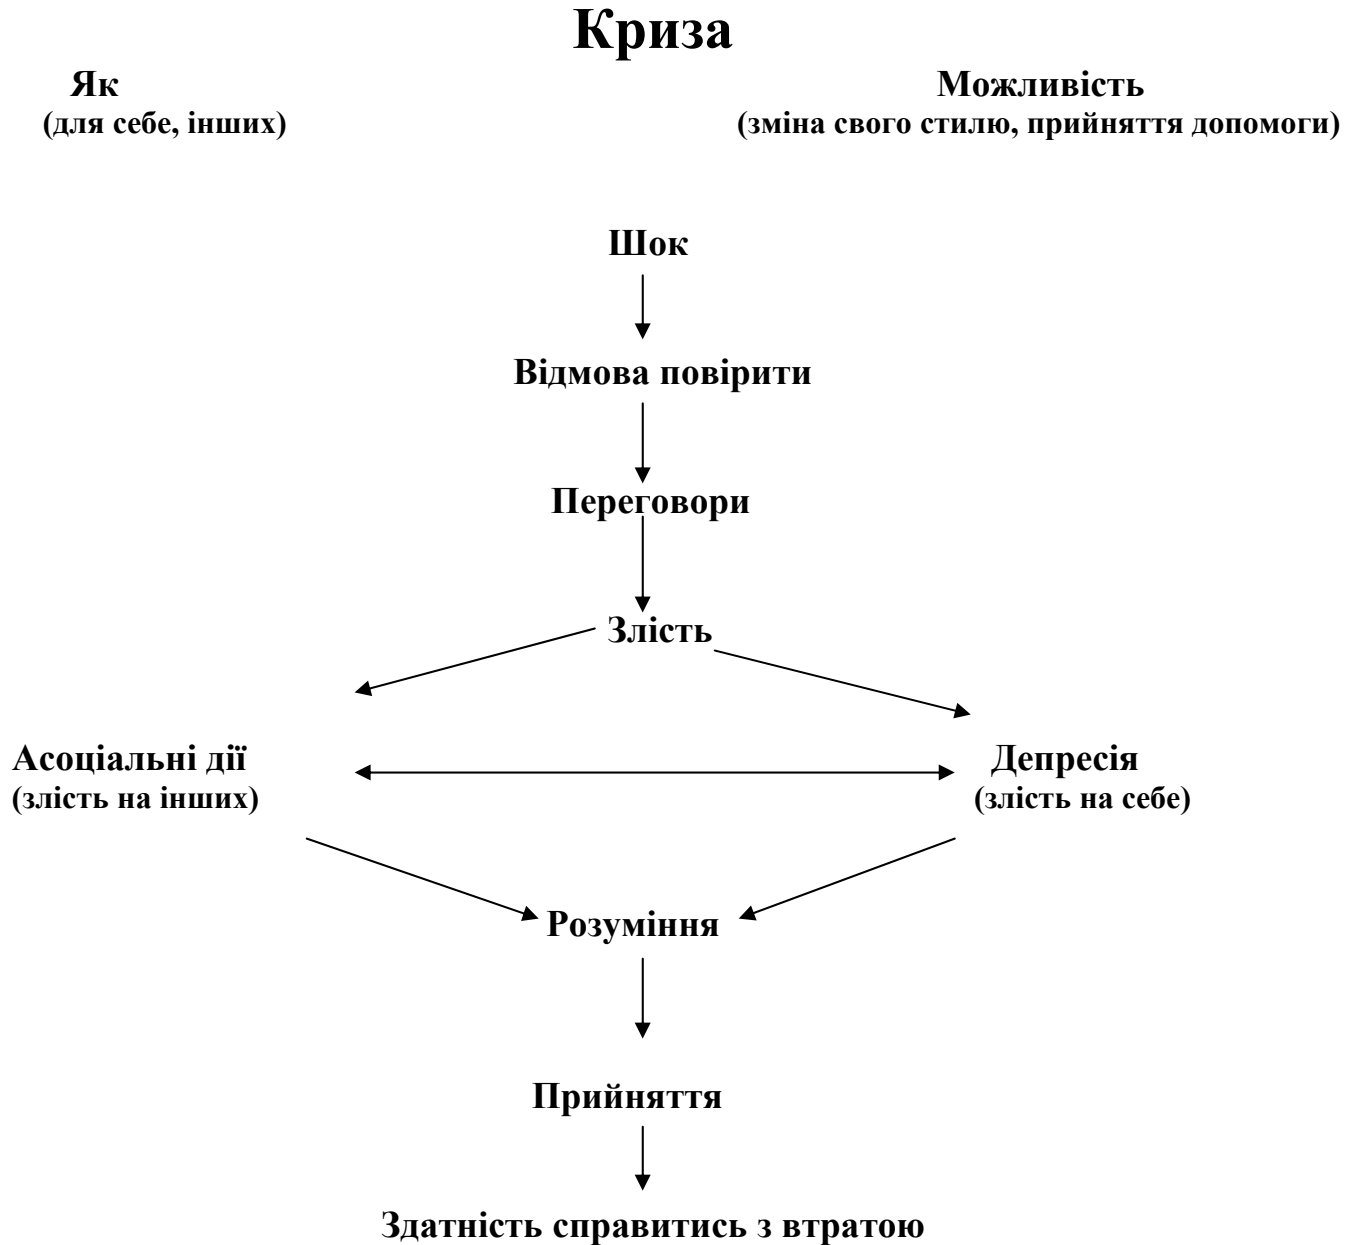 Криза
Як Можливість
(для себе, інших) (зміна свого стилю, прийняття допомоги)
Шок
Відмова повірити
Переговори
Злість
Асоціальні дії Депресія
(злість на інших) (злість на себе)
Розуміння
Прийняття
Здатність справитись з втратою